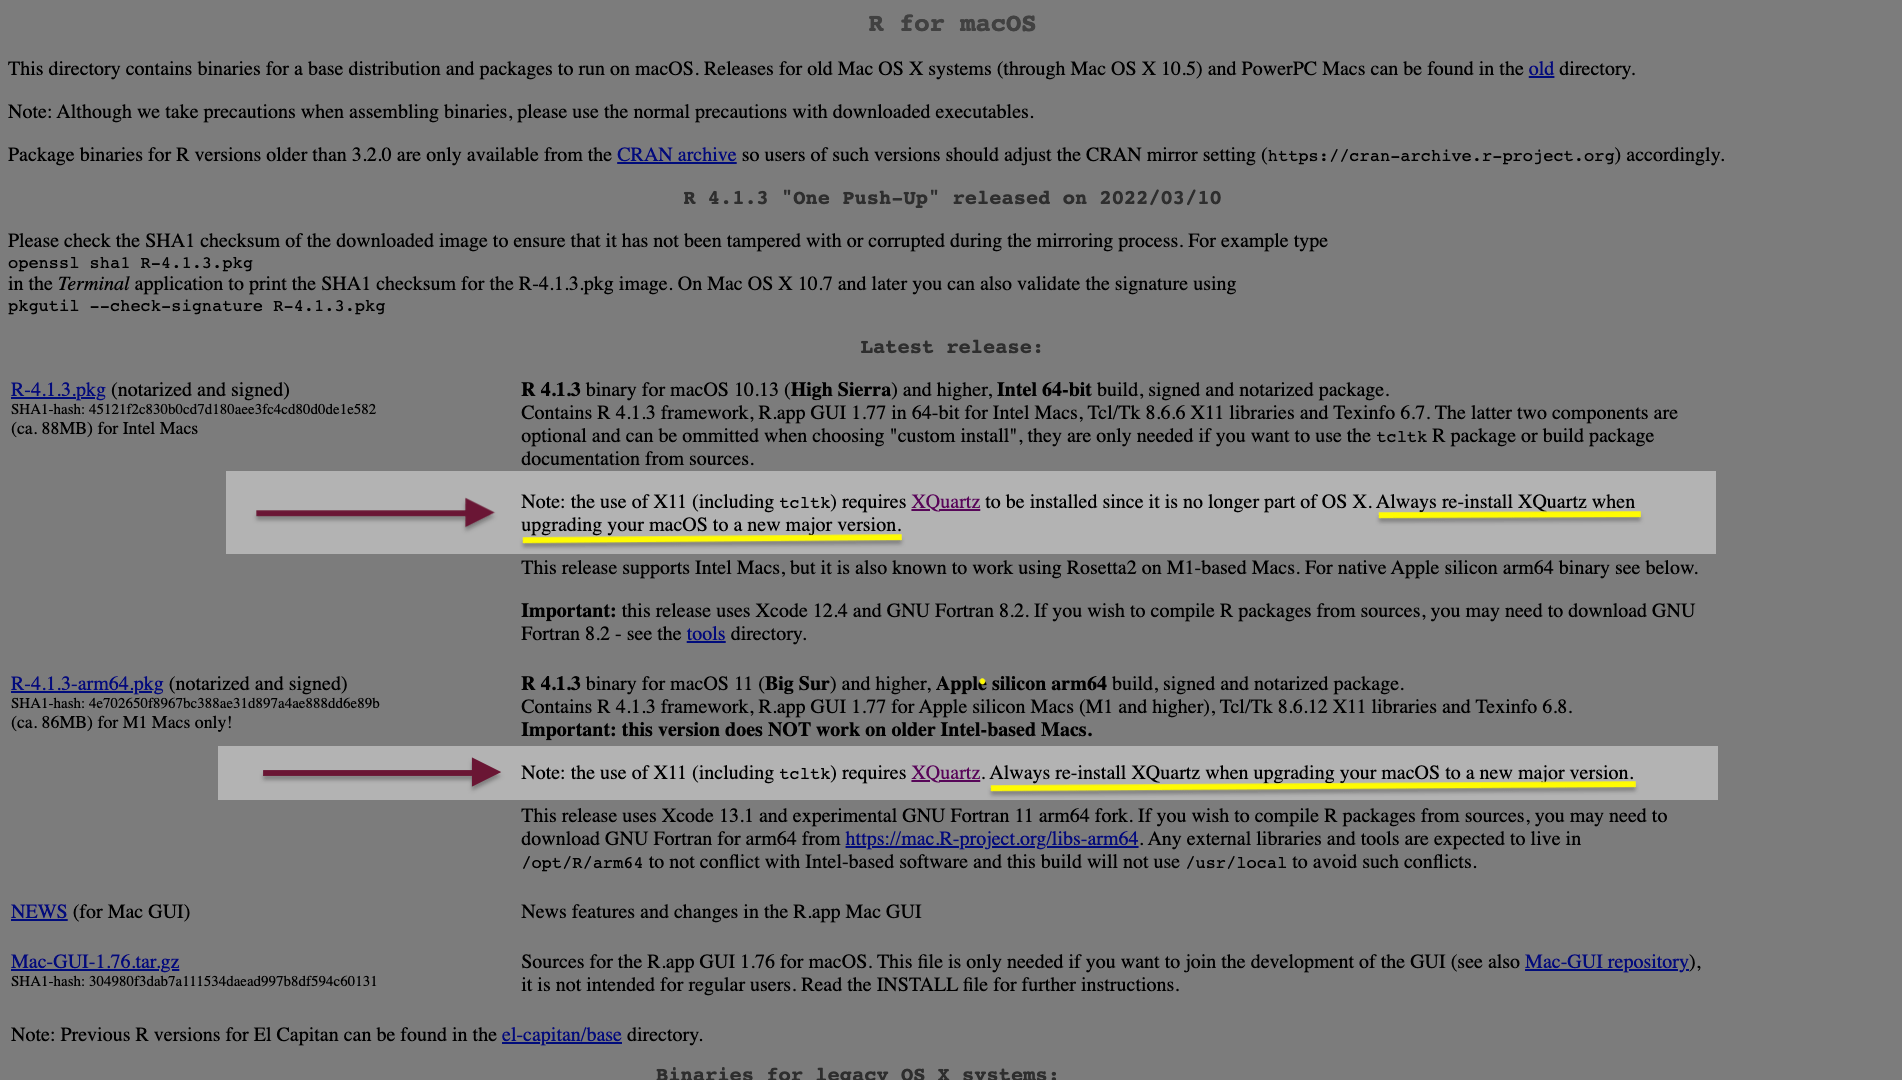 R for macOS
This directory contains binaries for a base distribution and packages to run on macOS. Releases for old Mac OS X systems (through Mac OS X 10.5) and PowerPC Macs can be found in the old directory.
Note: Although we take precautions when assembling binaries, please use the normal precautions with downloaded executables.
Package binaries for R versions older than 3.2.0 are only available from the CRAN archive so users of such versions should adjust the CRAN mirror setting (https://cran-archive.r-project.org) accordingly.
R 4.1.3 "One Push-Up" released on 2022/03/10
Please check the SHA1 checksum of the downloaded image to ensure that it has not been tampered with or corrupted during the mirroring process. For example type
openssl sha1 R-4.1.3.pkg
in the Terminal application to print the SHA1 checksum for the R-4.1.3.pkg image. On Mac OS X 10.7 and later you can also validate the signature using
pkgutil --check-signature R-4.1.3.pkg
Latest release:
R-4.1.3.pkg (notarized and signed)
SHA1-hash: 45121f2c830b0cd7d180aee3fc4cd80d0de1e582
(ca. 88MB) for Intel Macs
R 4.1.3 binary for macOS 10.13 (High Sierra) and higher, Intel 64-bit build, signed and notarized package.
Contains R 4.1.3 framework, R.app GUI 1.77 in 64-bit for Intel Macs, Tcl/Tk 8.6.6 X11 libraries and Texinfo 6.7. The latter two components are
optional and can be ommitted when choosing "custom install", they are only needed if you want to use the tcltk R package or build package
documentation from sources.
Note: the use of X11 (including tcltk) requires XQuartz to be installed since it is no longer part of OS X. Always re-install XQuartz when
upgrading your macOS to a new major version.
This release supports Intel Macs, but it is also known to work using Rosetta2 on M1-based Macs. For native Apple silicon arm64 binary see below.
Important: this release uses Xcode 12.4 and GNU Fortran 8.2. If you wish to compile R packages from sources, you may need to download GNU
Fortran 8.2 - see the tools directory.
R-4.1.3-arm64.pkg (notarized and signed)
SHA1-hash: 4e702650f8967bc388ae31d897a4ae888dd6e89b
(ca. 86MB) for M1 Macs only!
R 4.1.3 binary for macOS 11 (Big Sur) and higher, Apple silicon arm64 build, signed and notarized package.
Contains R 4.1.3 framework, R.app GUI 1.77 for Apple silicon Macs (M1 and higher), Tcl/Tk 8.6.12 X11 libraries and Texinfo 6.8.
Important: this version does NOT work on older Intel-based Macs.
Note: the use of X11 (including tcltk) requires XQuartz. Always re-install XQuartz when upgrading your macOS to a new major version.
This release uses Xcode 13.1 and experimental GNU Fortran 11 arm64 fork. If you wish to compile R packages from sources, you may need to
download GNU Fortran for arm64 from https://mac.R-project.org/libs-arm64. Any external libraries and tools are expected to live in
/opt/R/arm64 to not conflict with Intel-based software and this build will not use /usr/local to avoid such conflicts.
NEWS (for Mac GUI)
News features and changes in the R.app Mac GUI
Mac-GUI-1.76.tar.gz
SHA1-hash: 304980f3dab7a111534daead997b8df594c60131
Sources for the R.app GUI 1.76 for macOS. This file is only needed if you want to join the development of the GUI (see also Mac-GUI repository),
it is not intended for regular users. Read the INSTALL file for further instructions.
Note: Previous R versions for El Capitan can be found in the el-capitan/base directory.
Binaries for legacy OS X systems: